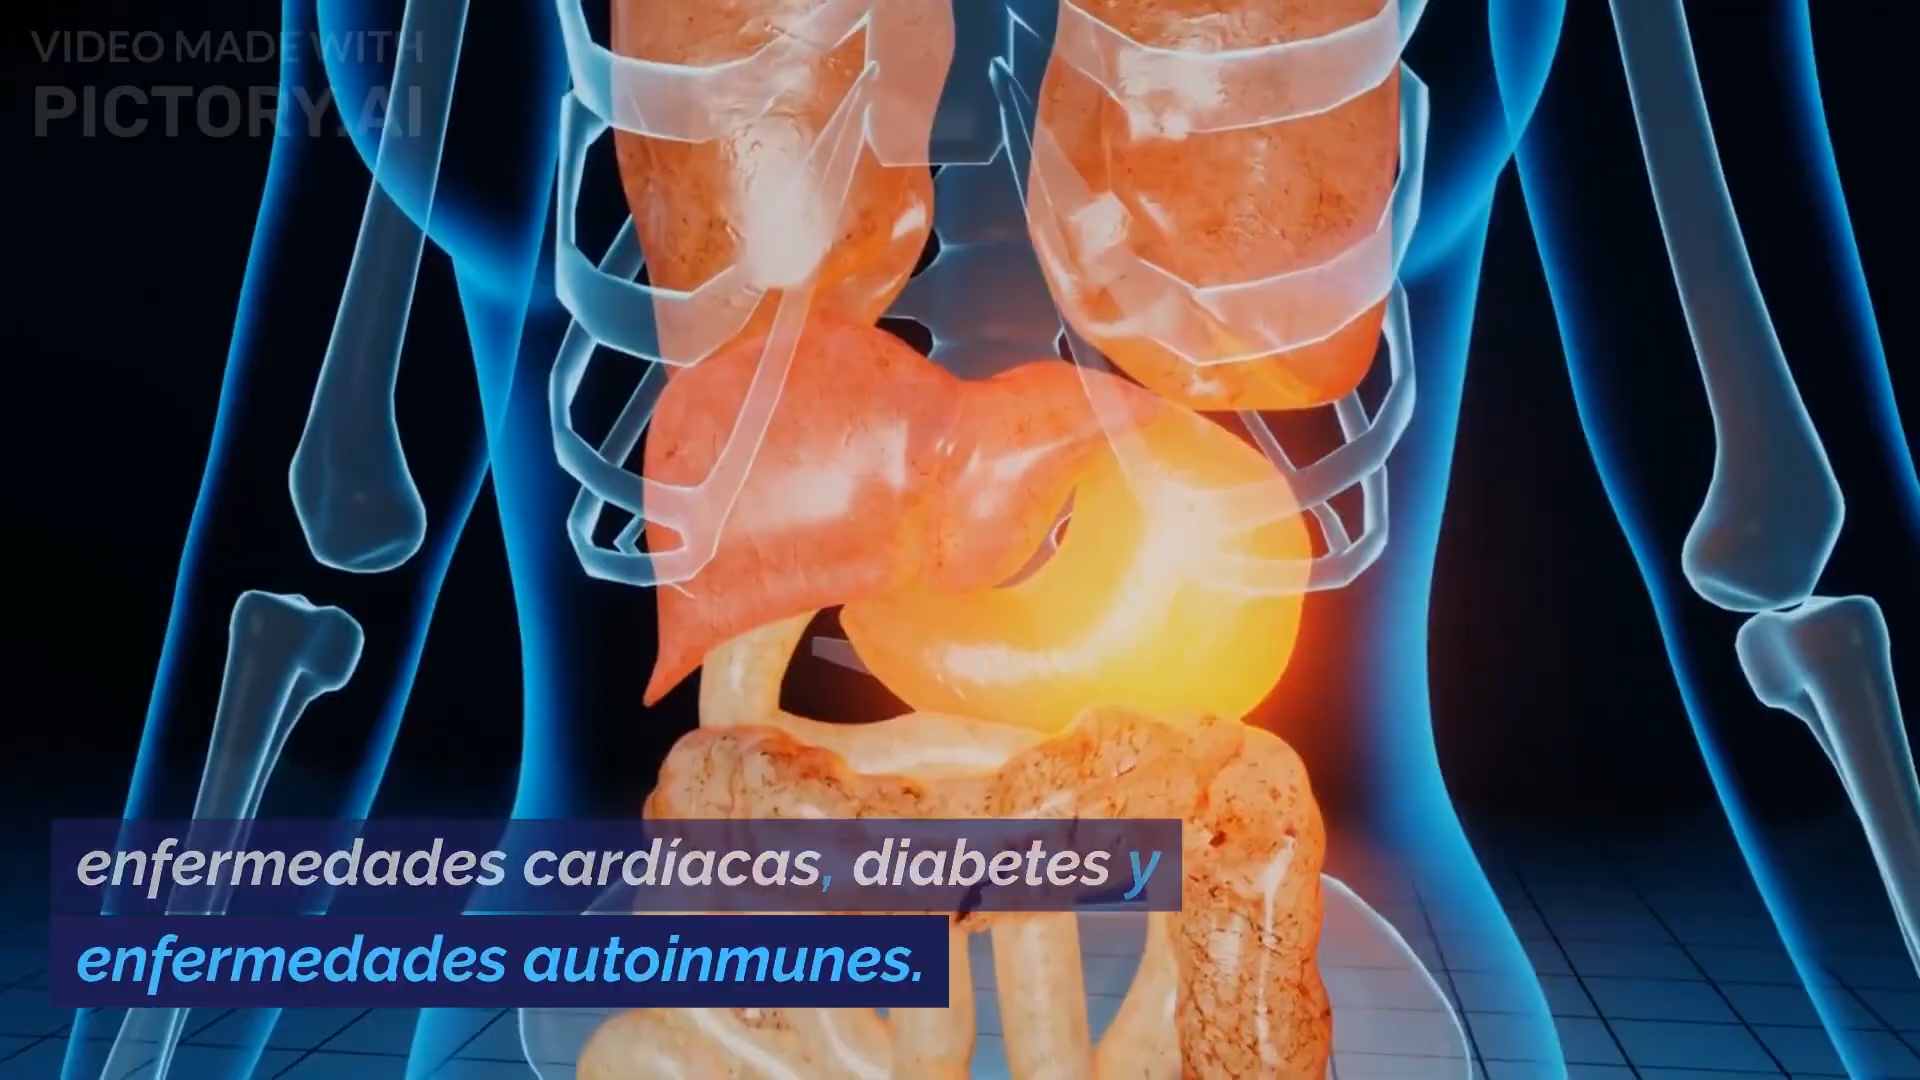 VIDEO MADE WITH
PICTORY.AI
enfermedades cardíacas, diabetes y
enfermedades autoinmunes.